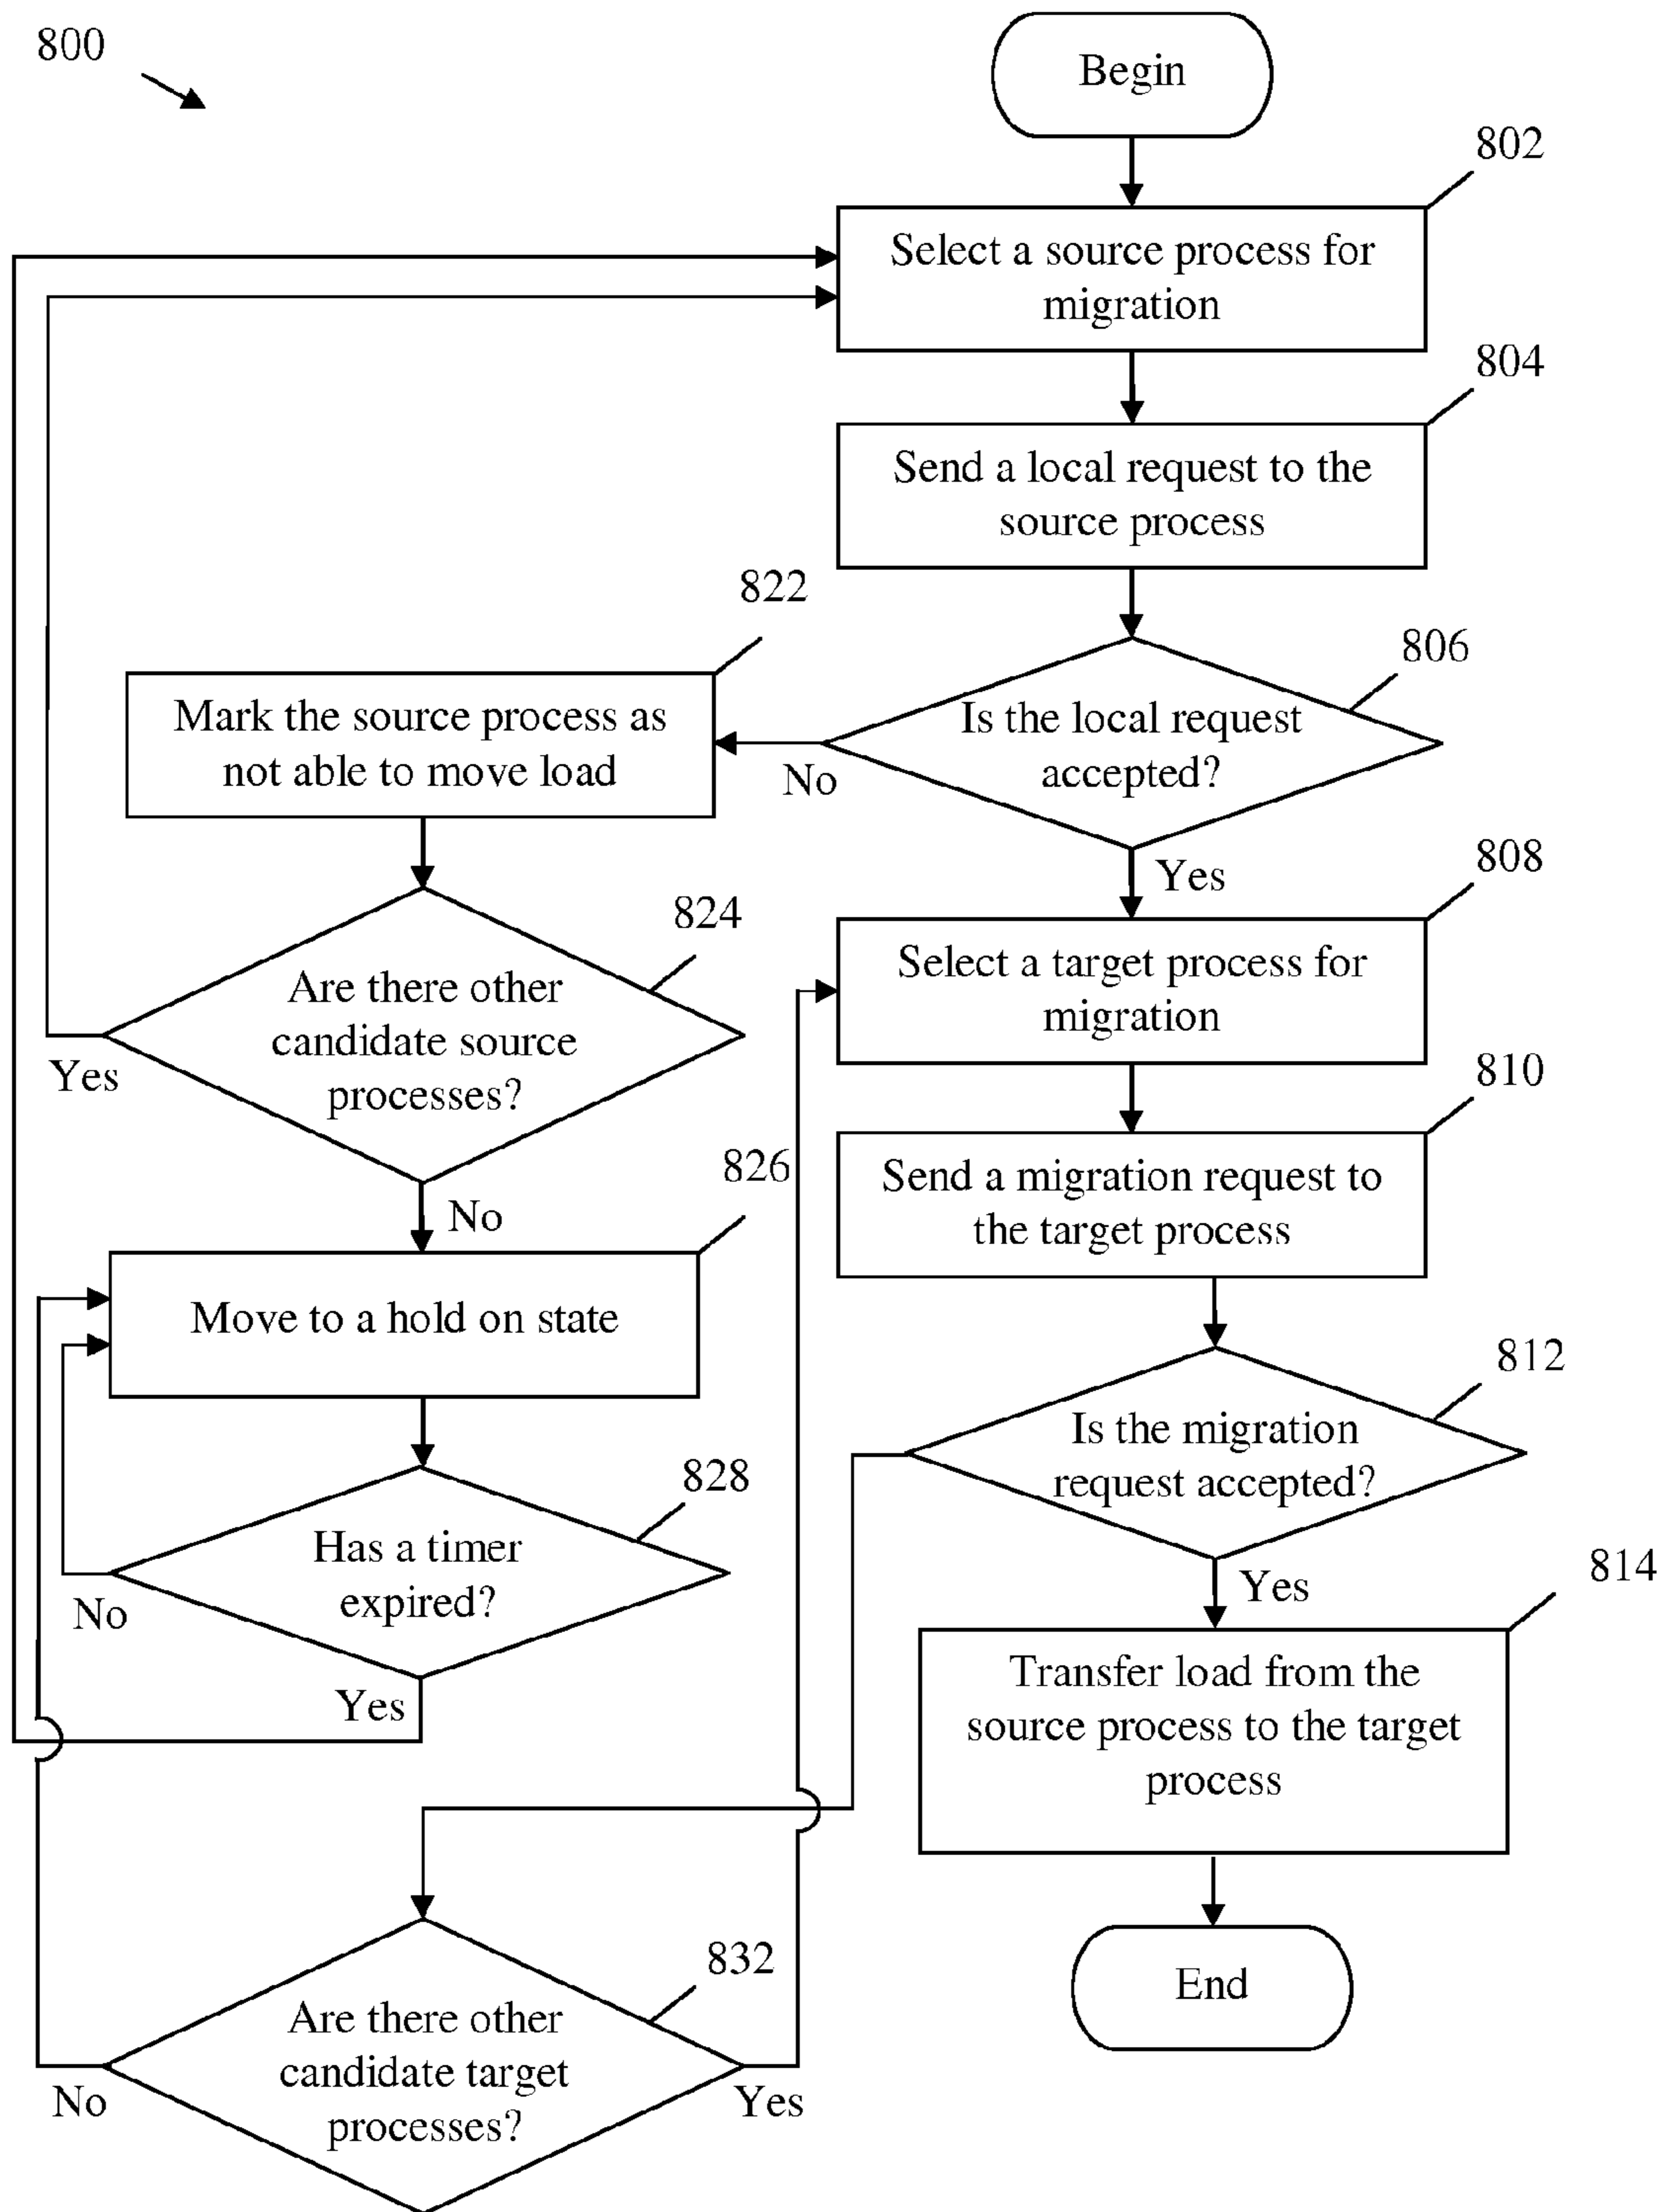 800
Begin
802
Select a source process for
migration
804
Send a local request to the
source process
822
806
Mark the source process as
not able to move load
Is the local request
accepted?
No
Yes
808
824
Select a target process for
migration
Are there other
candidate source
processes?
Yes
810
826
Send a migration request to
the target process
No
Move to a hold on state
812
Is the migration
request accepted?
828
Has a timer
expired?
No
Yes
814
Yes
Transfer load from the
source process to the target
process
832
Are there other
candidate target
processes?
No
Yes
End